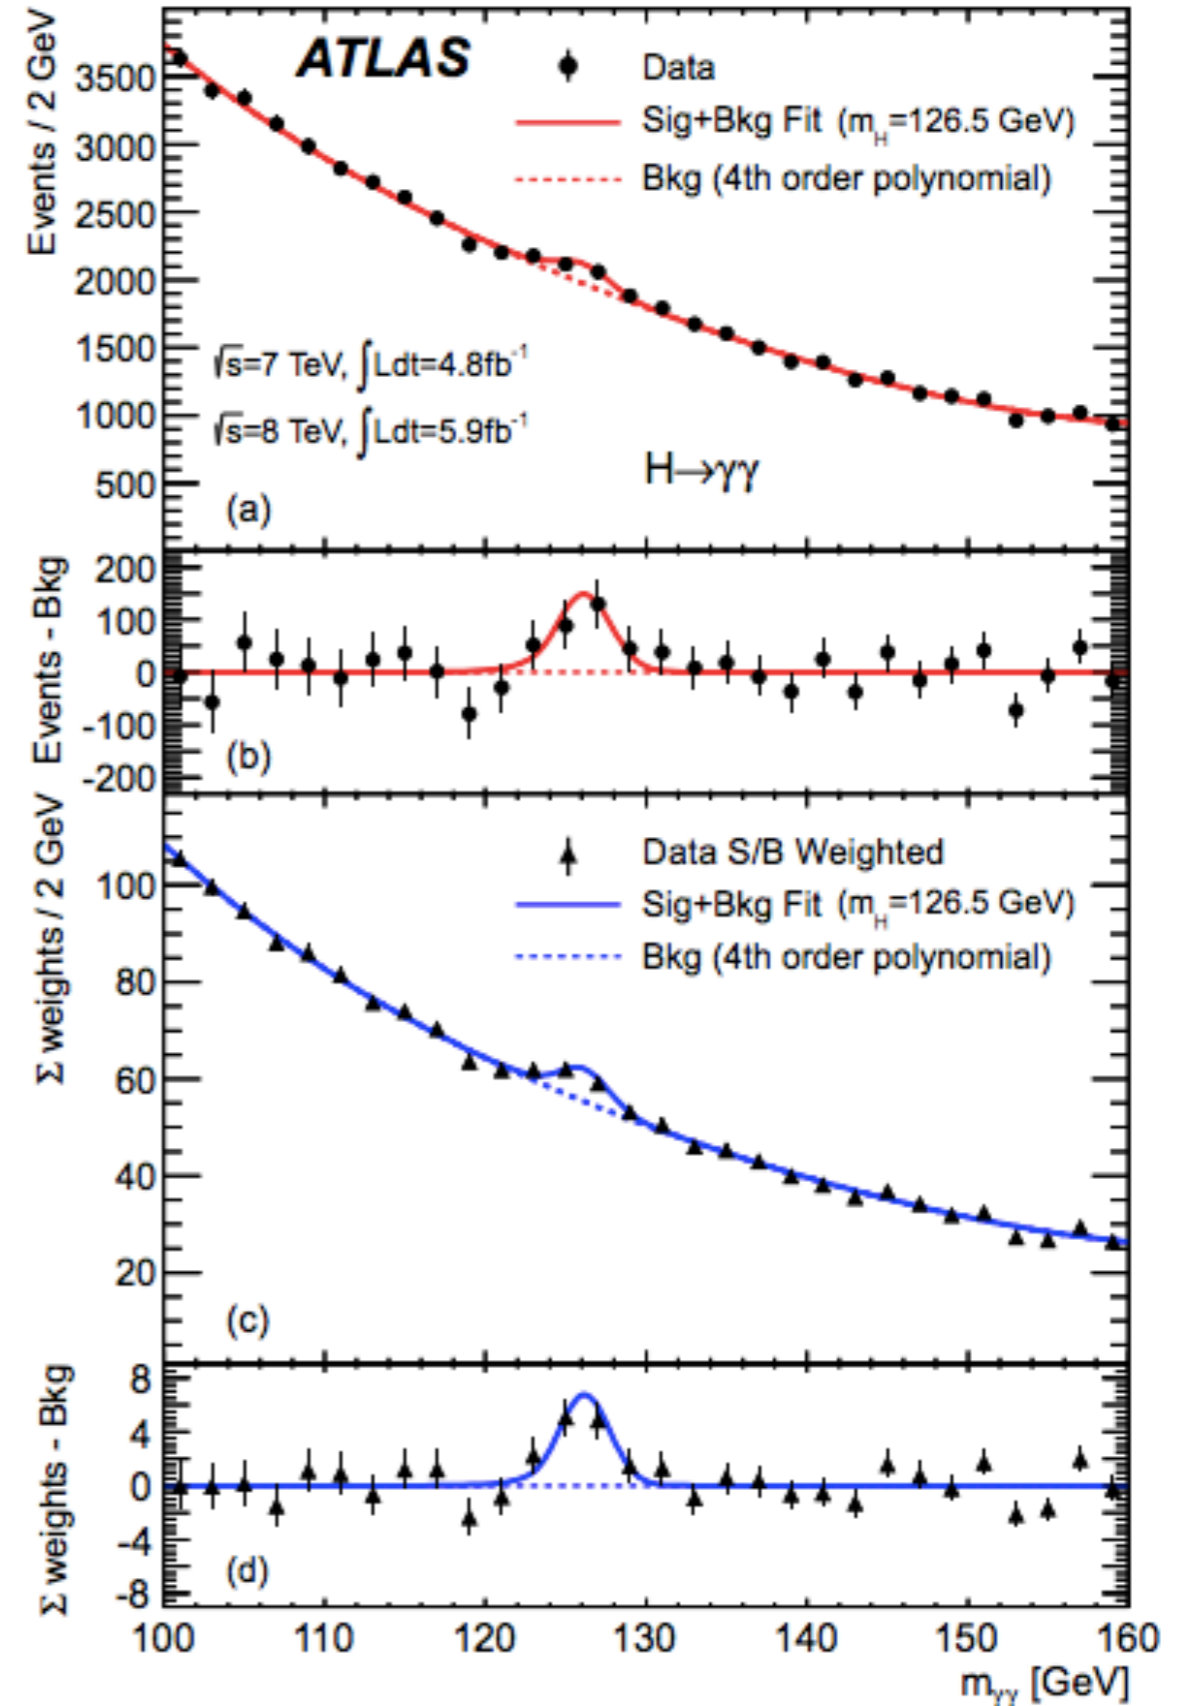 ATLAS
Data
Sig+Bkg Fit (m_H=126.5 GeV)
Bkg (4th order polynomial)
Events / 2 GeV
3500
3000
2500
2000
1500
1000
500
√s=7 TeV, ∫Ldt=4.8fb⁻¹
√s=8 TeV, ∫Ldt=5.9fb⁻¹
H→γγ
(a)
Events - Bkg
200
100
0
-100
-200
(b)
Σ weights / 2 GeV
100
80
60
40
20
Data S/B Weighted
Sig+Bkg Fit (m_H=126.5 GeV)
Bkg (4th order polynomial)
(c)
Σ weights - Bkg
8
4
0
-4
-8
(d)
100 110 120 130 140 150 160
m_γγ [GeV]